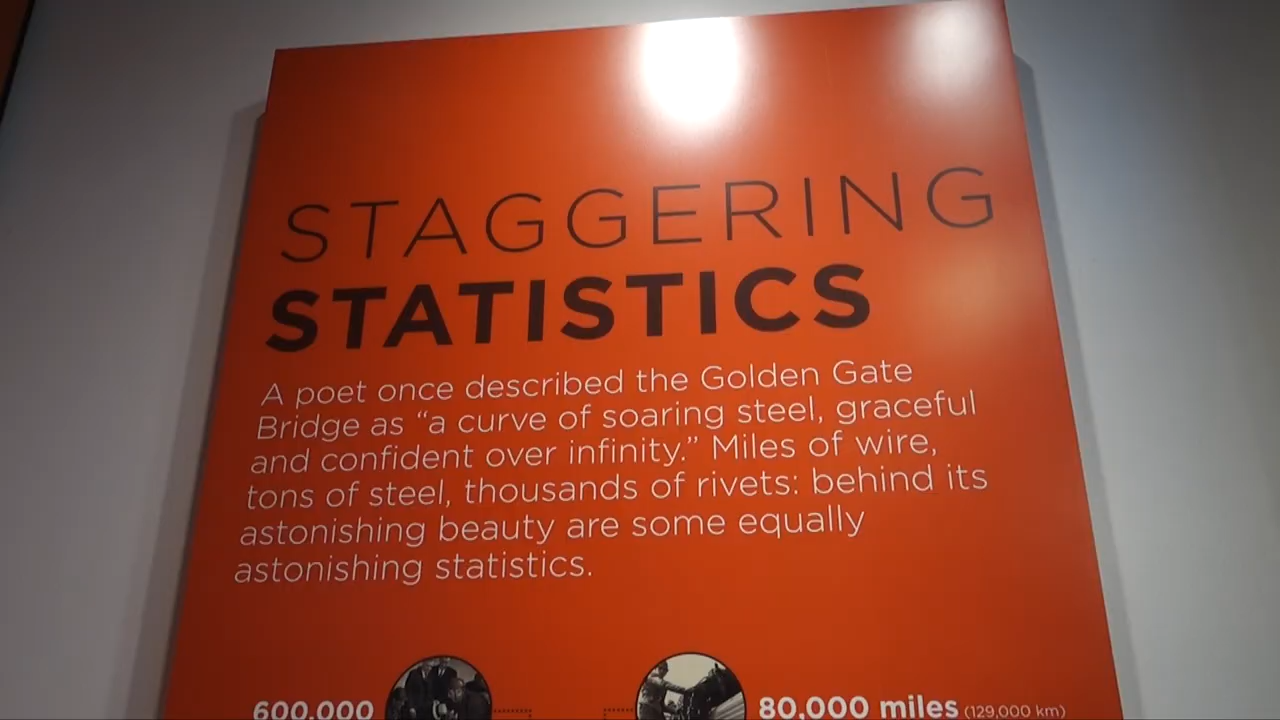 STAGGERING
STATISTICS
A poet once described the Golden Gate
Bridge as “a curve of soaring steel, graceful
and confident over infinity.” Miles of wire,
tons of steel, thousands of rivets: behind its
astonishing beauty are some equally
astonishing statistics.
600,000
80,000 miles (129,000 km)